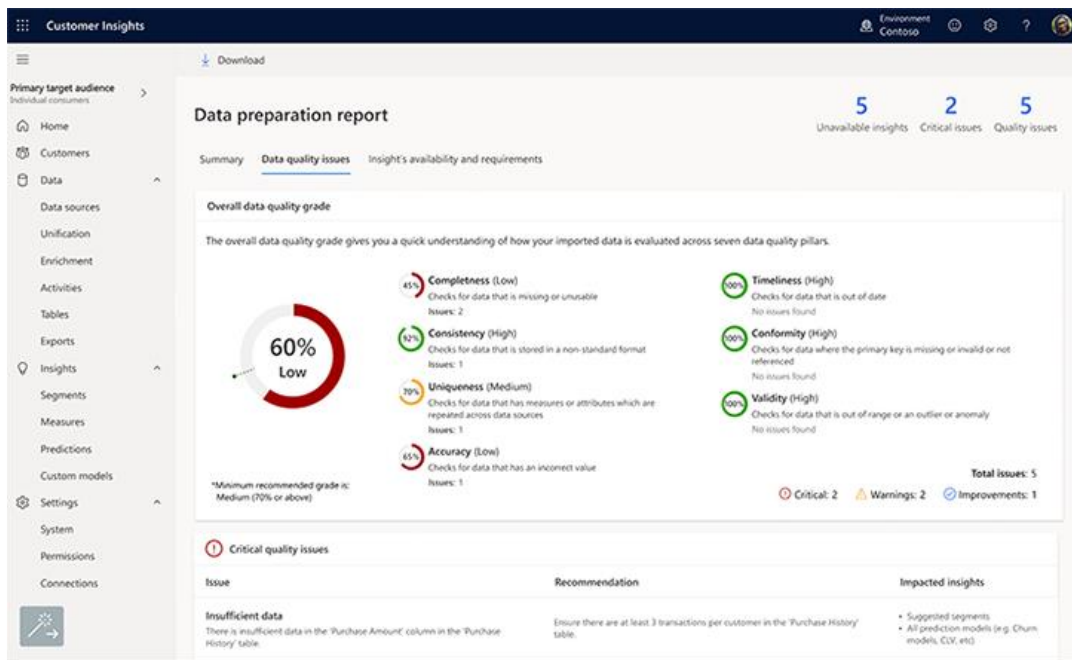 Customer Insights
Environment
Contoso
?
Download
Primary target audience
Individual consumers
Home
Customers
Data
Data sources
Unification
Enrichment
Activities
Tables
Exports
Insights
Segments
Measures
Predictions
Custom models
Settings
System
Permissions
Connections
Data preparation report
5
Unavailable insights
2
Critical issues
5
Quality issues
Summary
Data quality issues
Insight's availability and requirements
Overall data quality grade
The overall data quality grade gives you a quick understanding of how your imported data is evaluated across seven data quality pillars.
60%
Low
*Minimum recommended grade is:
Medium (70% or above)
45%
Completness (Low)
Checks for data that is missing or unusable
Issues: 2
92%
Consistency (High)
Checks for data that is stored in a non-standard format
Issues: 1
70%
Uniqueness (Medium)
Checks for data that has measures or attributes which are
repeated across data sources
Issues: 1
65%
Accuracy (Low)
Checks for data that has an incorrect value
Issues: 1
100%
Timeliness (High)
Checks for data that is out of date
No issues found
100%
Conformity (High)
Checks for data where the primary key is missing or invalid or not
referenced
No issues found
100%
Validity (High)
Checks for data that is out of range or an outlier or anomaly
No issues found
Total issues: 5
Critical: 2
Warnings: 2
Improvements: 1
Critical quality issues
Issue
Recommendation
Impacted insights
Insufficient data
There is insufficient data in the 'Purchase Amount' column in the 'Purchase
History' table.
Ensure there are at least 3 transactions per customer in the 'Purchase History'
table.
• Suggested segments
• All prediction models (e.g. Churn
models, CLV, etc)